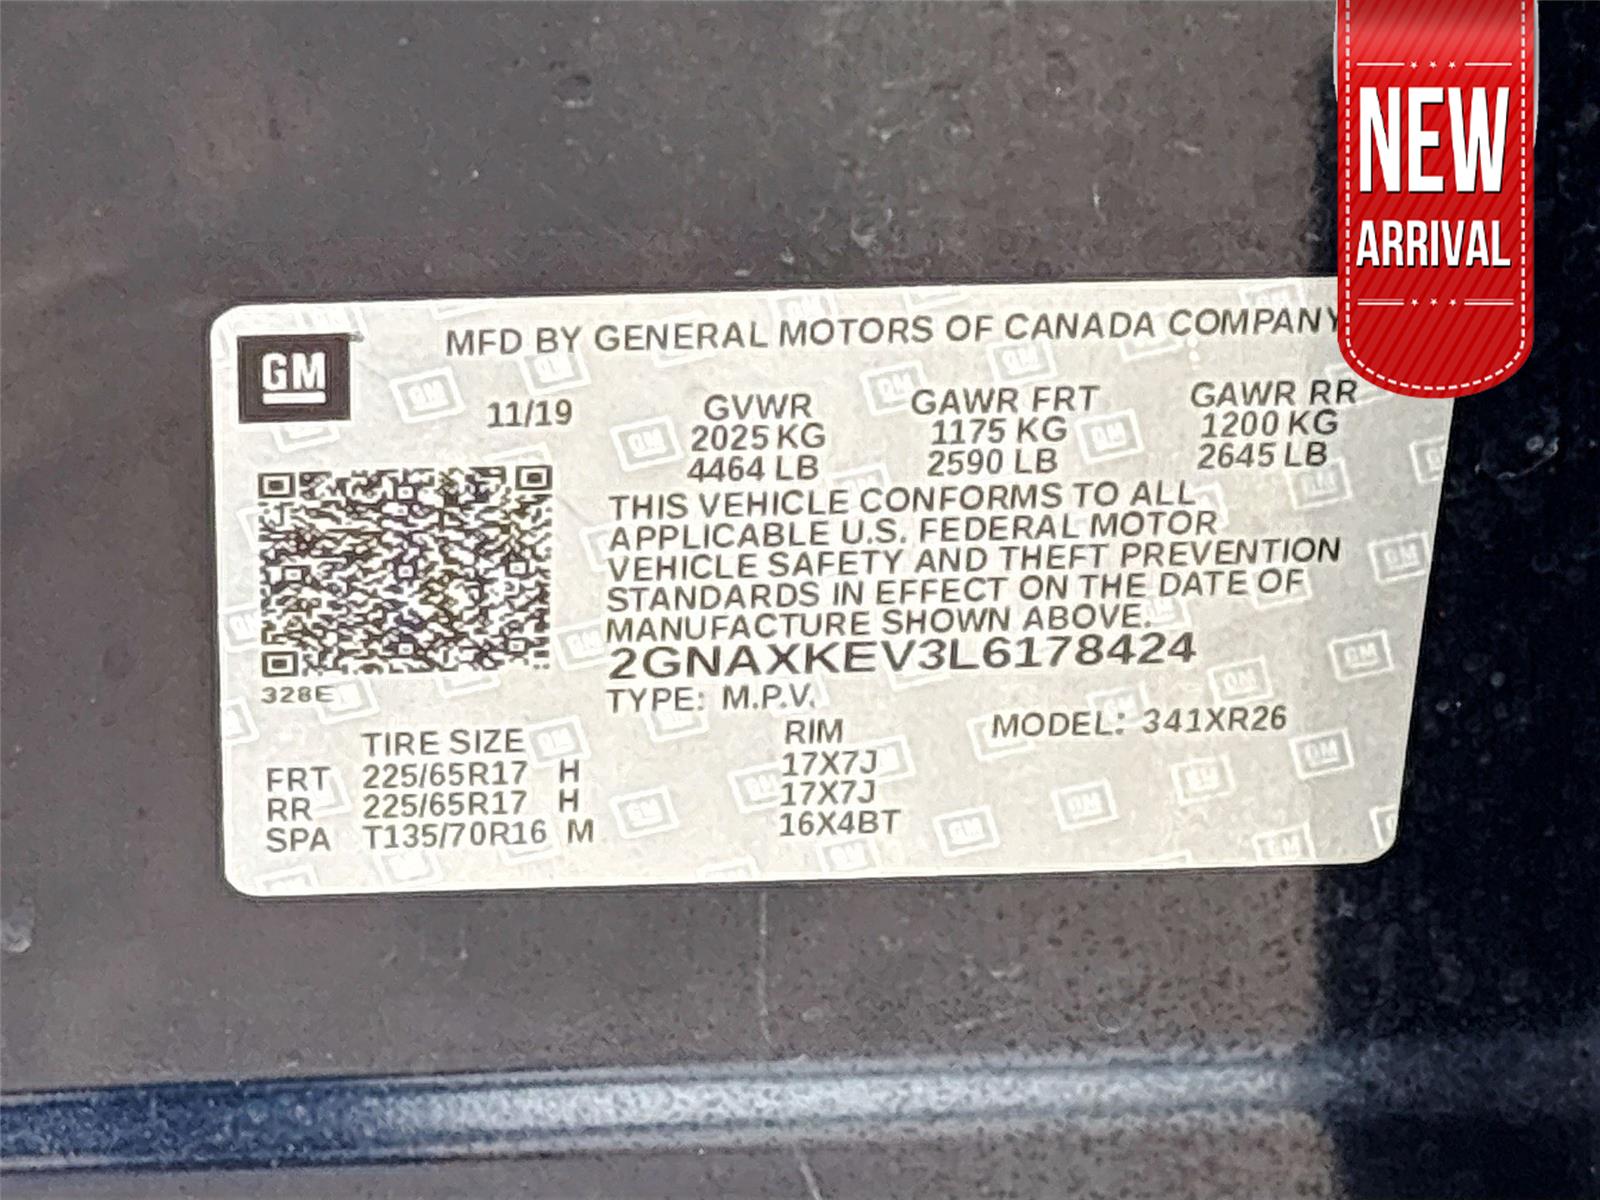 NEW
ARRIVAL
GM
MFD BY GENERAL MOTORS OF CANADA COMPANY
11/19
GVWR GAWR FRT GAWR RR
2025 KG 1175 KG 1200 KG
4464 LB 2590 LB 2645 LB
THIS VEHICLE CONFORMS TO ALL
APPLICABLE U.S. FEDERAL MOTOR
VEHICLE SAFETY AND THEFT PREVENTION
STANDARDS IN EFFECT ON THE DATE OF
MANUFACTURE SHOWN ABOVE.
2GNAXKEV3L6178424
328E
TYPE: M.P.V.
MODEL: 341XR26
TIRE SIZE RIM
FRT 225/65R17 H 17X7J
RR 225/65R17 H 17X7J
SPA T135/70R16 M 16X4BT